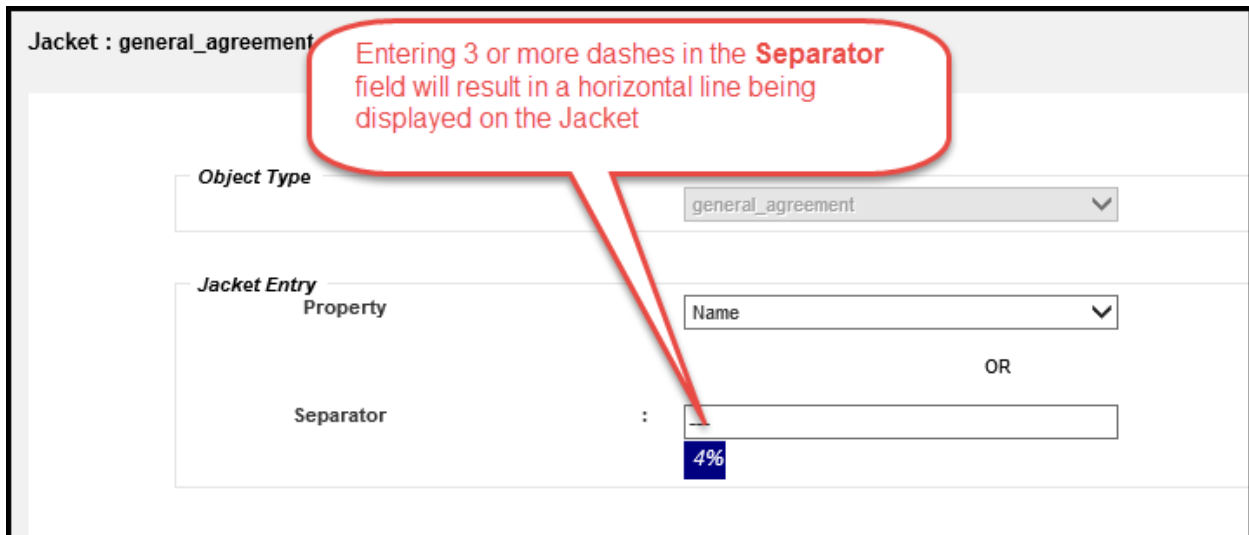 Jacket : general_agreement
Entering 3 or more dashes in the Separator
field will result in a horizontal line being
displayed on the Jacket
Object Type
general_agreement
Jacket Entry
Property
Name
OR
Separator :
---
4%